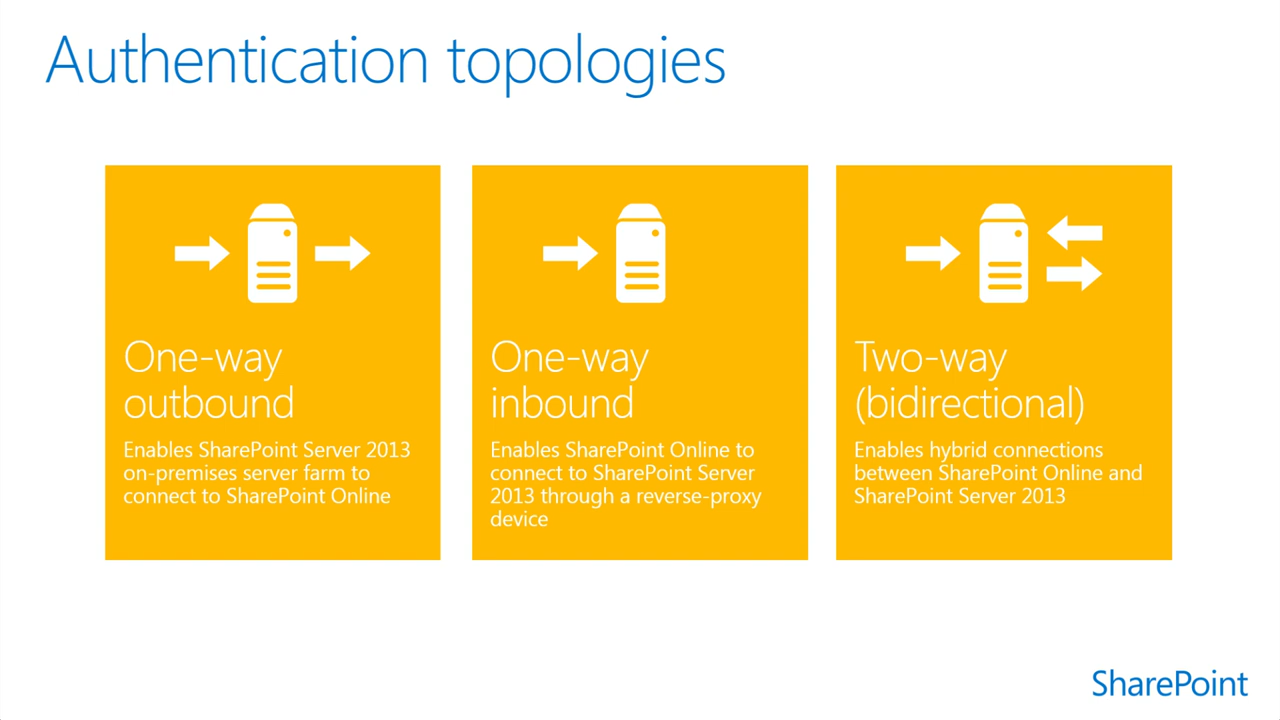 Authentication topologies
One-way
outbound
Enables SharePoint Server 2013
on-premises server farm to
connect to SharePoint Online
One-way
inbound
Enables SharePoint Online to
connect to SharePoint Server
2013 through a reverse-proxy
device
Two-way
(bidirectional)
Enables hybrid connections
between SharePoint Online and
SharePoint Server 2013
SharePoint